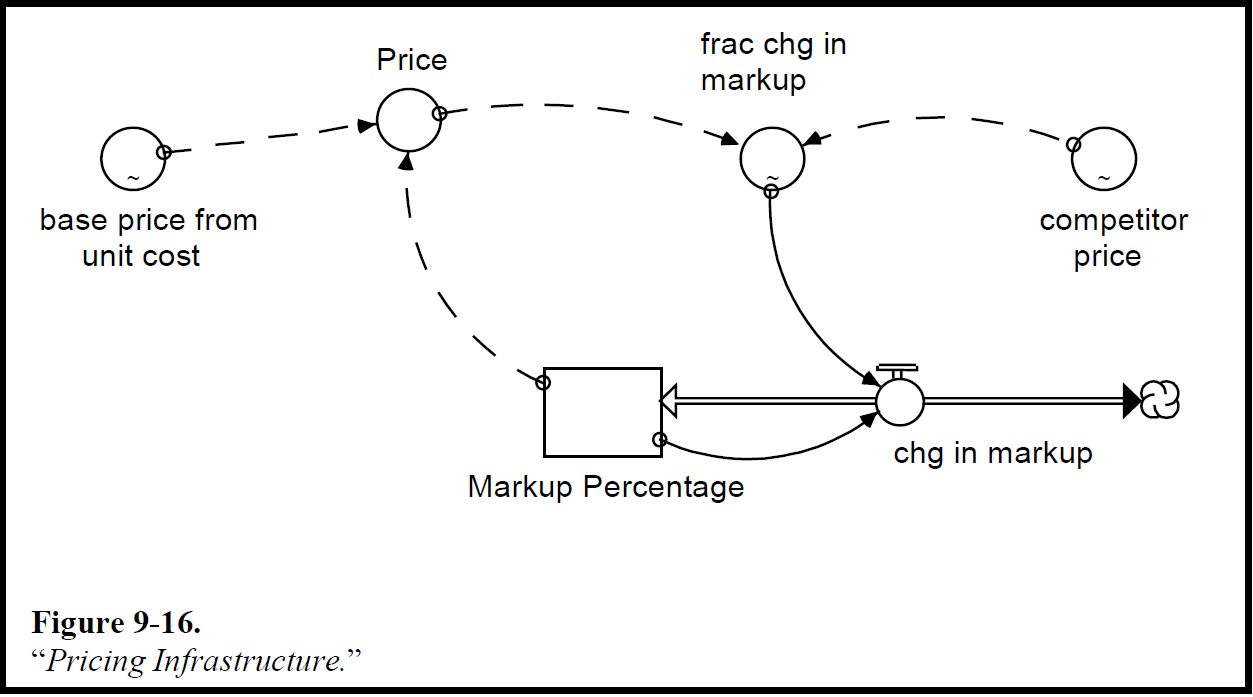 Price
frac chg in
markup
base price from
unit cost
~
~
~
competitor
price
chg in markup
Markup Percentage
Figure 9-16.
“Pricing Infrastructure.”